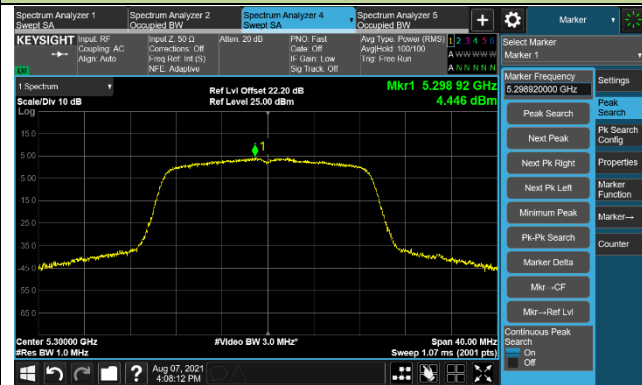 Spectrum Analyzer 1
Swept SA
Spectrum Analyzer 2
Occupied BW
Spectrum Analyzer 4
Swept SA
Spectrum Analyzer 5
Occupied BW
+
Marker
KEYSIGHT
Input: RF
Coupling: AC
Align: Auto
Input Z: 50 Ω
Corrections: Off
Freq Ref: Int (S)
NFE: Adaptive
Atten: 20 dB
PNO: Fast
Gate: Off
IF Gain: Low
Sig Track: Off
Avg Type: Power (RMS)
Avg|Hold: 100/100
Trig: Free Run
1 2 3 4 5 6
A W W W W W
A N N N N N
LW
Select Marker
Marker 1
1 Spectrum
Scale/Div 10 dB
Log
Ref Lvl Offset 22.20 dB
Ref Level 25.00 dBm
Mkr1 5.298 92 GHz
4.446 dBm
1
15.0
5.00
-5.00
-15.0
-25.0
-35.0
-45.0
-55.0
-65.0
Center 5.30000 GHz
#Res BW 1.0 MHz
#Video BW 3.0 MHz*
Span 40.00 MHz
Sweep 1.07 ms (2001 pts)
Marker Frequency
5.298920000 GHz
Peak Search
Next Peak
Next Pk Right
Next Pk Left
Minimum Peak
Pk-Pk Search
Marker Delta
Mkr→CF
Mkr→Ref Lvl
Continuous Peak
Search
On
Off
Settings
Peak
Search
Pk Search
Config
Properties
Marker
Function
Marker→
Counter
?
Aug 07, 2021
4:08:12 PM